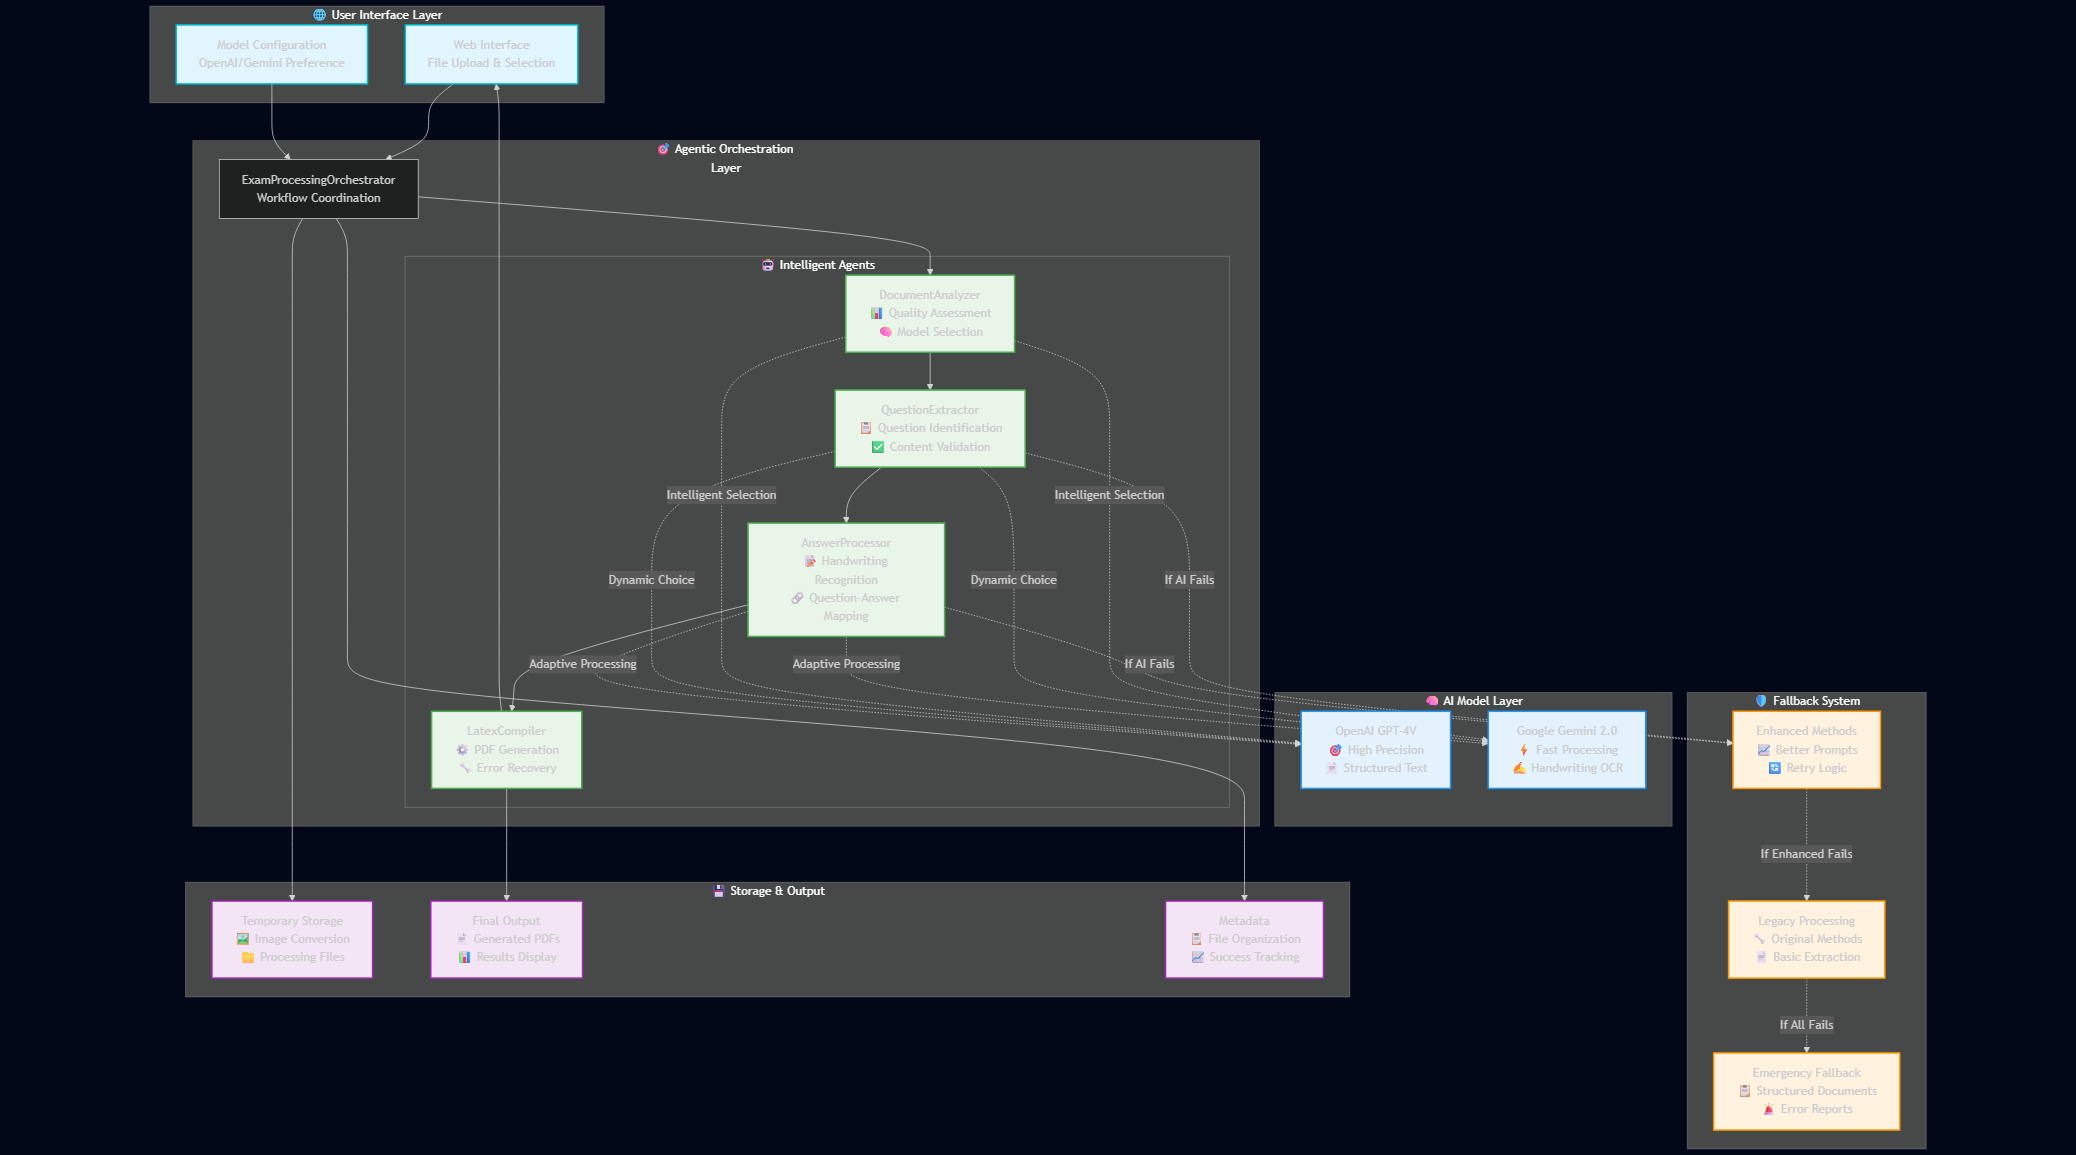 🌐 User Interface Layer
Model Configuration
OpenAI/Gemini Preference
Web Interface
File Upload & Selection
🎯 Agentic Orchestration
Layer
ExamProcessingOrchestrator
Workflow Coordination
🤖 Intelligent Agents
DocumentAnalyzer
📊 Quality Assessment
🧠 Model Selection
QuestionExtractor
📋 Question Identification
✅ Content Validation
Intelligent Selection
Intelligent Selection
AnswerProcessor
📝 Handwriting
Recognition
🔗 Question-Answer
Mapping
Dynamic Choice
Dynamic Choice
If AI Fails
Adaptive Processing
Adaptive Processing
If AI Fails
LatexCompiler
⚙️ PDF Generation
🔧 Error Recovery
🧠 AI Model Layer
OpenAI GPT-4V
🎯 High Precision
📄 Structured Text
Google Gemini 2.0
⚡ Fast Processing
✍️ Handwriting OCR
🛡️ Fallback System
Enhanced Methods
📈 Better Prompts
🔄 Retry Logic
If Enhanced Fails
Legacy Processing
🔧 Original Methods
📄 Basic Extraction
If All Fails
Emergency Fallback
📋 Structured Documents
🚨 Error Reports
💾 Storage & Output
Temporary Storage
🖼️ Image Conversion
📁 Processing Files
Final Output
📄 Generated PDFs
📊 Results Display
Metadata
📋 File Organization
📈 Success Tracking